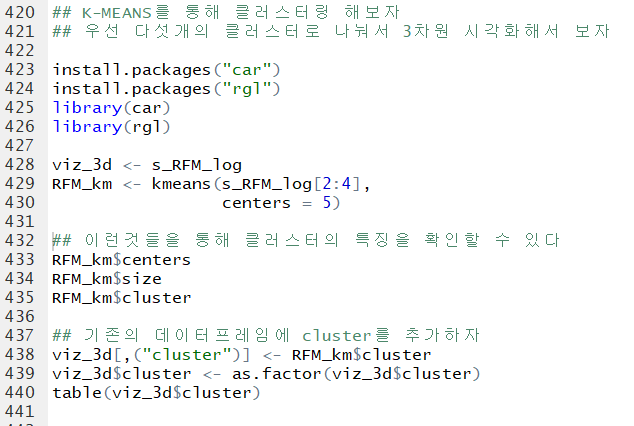 420 ## K-MEANS를 통해 클러스터링 해보자
421 ## 우선 다섯개의 클러스터로 나눠서 3차원 시각화해서 보자
422
423 install.packages("car")
424 install.packages("rgl")
425 library(car)
426 library(rgl)
427
428 viz_3d <- s_RFM_log
429 RFM_km <- kmeans(s_RFM_log[2:4],
430 centers = 5)
431
432 ## 이런것들을 통해 클러스터의 특징을 확인할 수 있다
433 RFM_km$centers
434 RFM_km$size
435 RFM_km$cluster
436
437 ## 기존의 데이터프레임에 cluster를 추가하자
438 viz_3d[,("cluster")] <- RFM_km$cluster
439 viz_3d$cluster <- as.factor(viz_3d$cluster)
440 table(viz_3d$cluster)
441